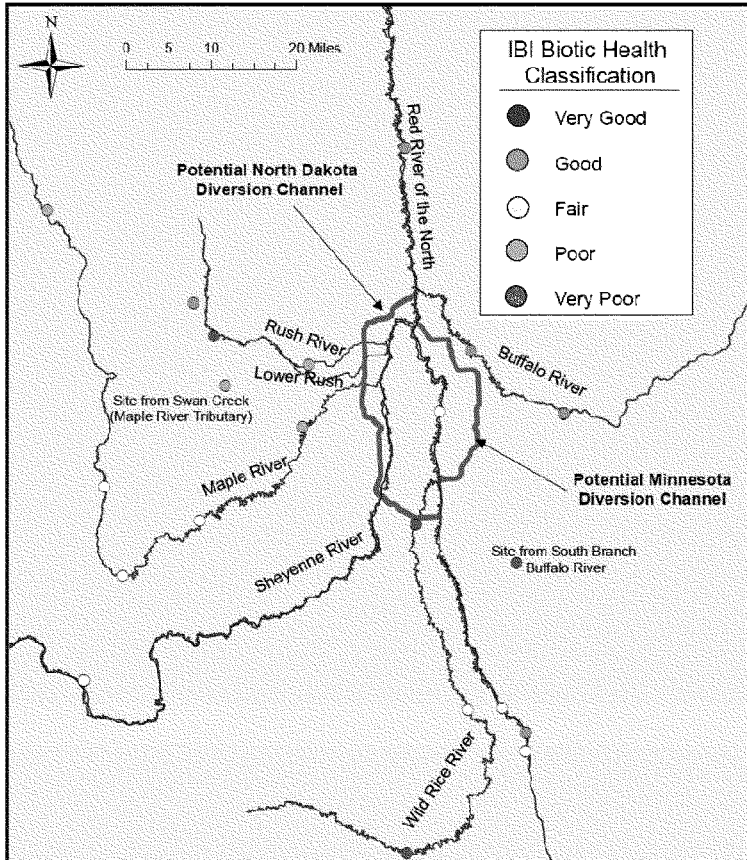 N
0 10 20 Miles
IBI Biotic Health
Classification
Very Good
Good
Fair
Poor
Very Poor
Red River of the North
Potential North Dakota
Diversion Channel
Rush River
Lower Rush
Buffalo River
Site from Swan Creek
(Maple River Tributary)
Maple River
Potential Minnesota
Diversion Channel
Sheyenne River
Site from South Branch
Buffalo River
Wild Rice River